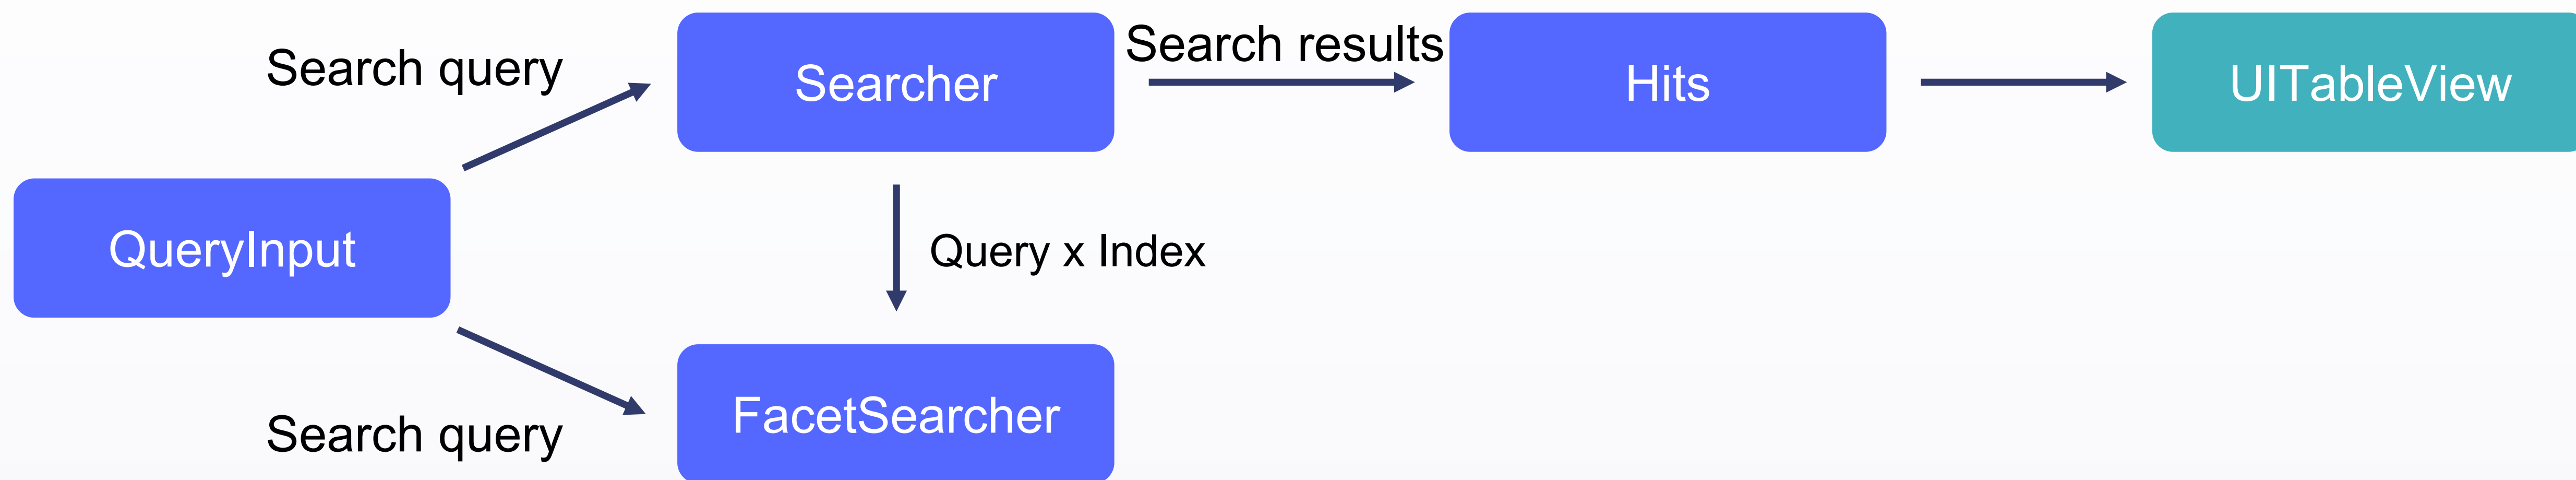 Search query
Searcher
Search results
Hits
UITableView
QueryInput
Query x Index
Search query
FacetSearcher